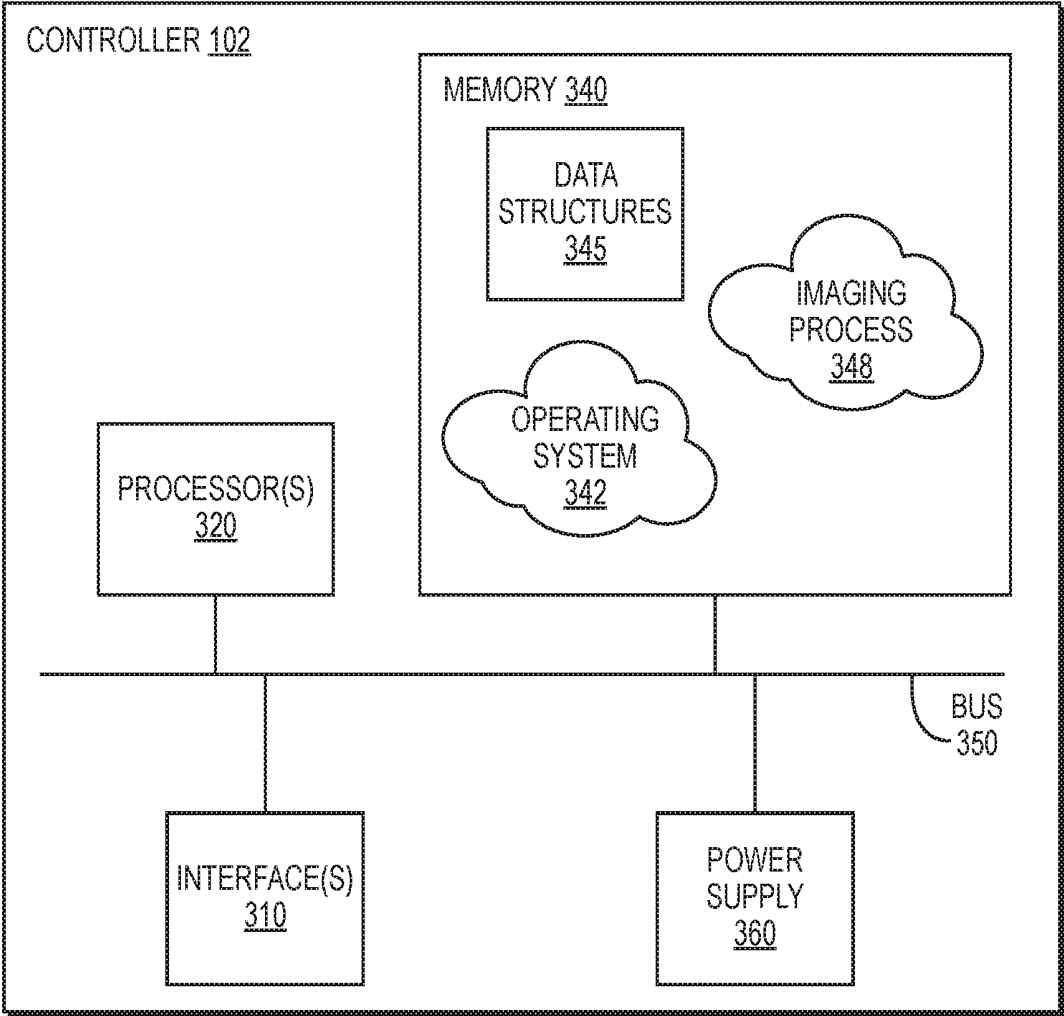 CONTROLLER 102
MEMORY 340
DATA
STRUCTURES
345
IMAGING
PROCESS
348
OPERATING
SYSTEM
342
PROCESSOR(S)
320
BUS
350
INTERFACE(S)
310
POWER
SUPPLY
360